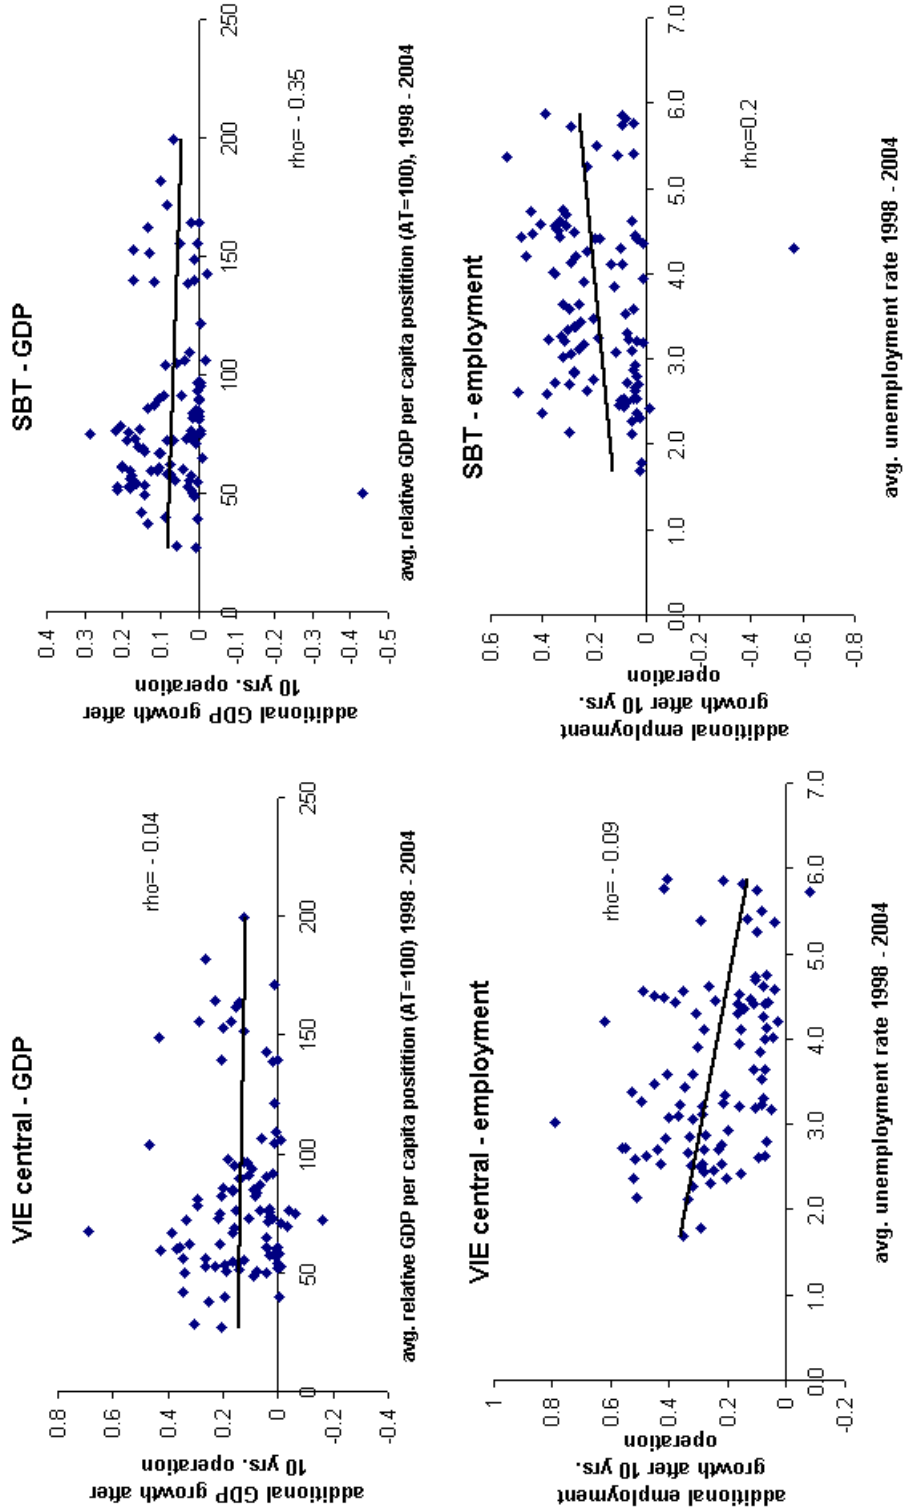 VIE central - GDP
additional GDP growth after
10 yrs. operation
0.8
0.6
0.4
0.2
0
-0.2
-0.4
0
50
100
150
200
250
rho= - 0.04
avg. relative GDP per capita postitition (AT=100) 1998 - 2004
SBT - GDP
additional GDP growth after
10 yrs. operation
0.4
0.3
0.2
0.1
0
-0.1
-0.2
-0.3
-0.4
-0.5
0
50
100
150
200
250
rho= - 0.35
avg. relative GDP per capita postitition (AT=100), 1998 - 2004
VIE central - employment
additional employment
growth after 10 yrs.
operation
1
0.8
0.6
0.4
0.2
0
-0.2
0.0
1.0
2.0
3.0
4.0
5.0
6.0
7.0
rho= - 0.09
avg. unemployment rate 1998 - 2004
SBT - employment
additional employment
growth after 10 yrs.
operation
0.6
0.4
0.2
0
-0.2
-0.4
-0.6
-0.8
0.0
1.0
2.0
3.0
4.0
5.0
6.0
7.0
rho=0.2
avg. unemployment rate 1998 - 2004